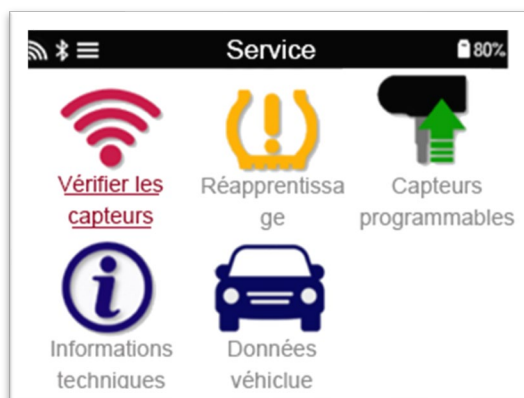 Service
80%
Vérifier les
capteurs
Réapprentissa
ge
Capteurs
programmables
Informations
techniques
Données
véhiclue